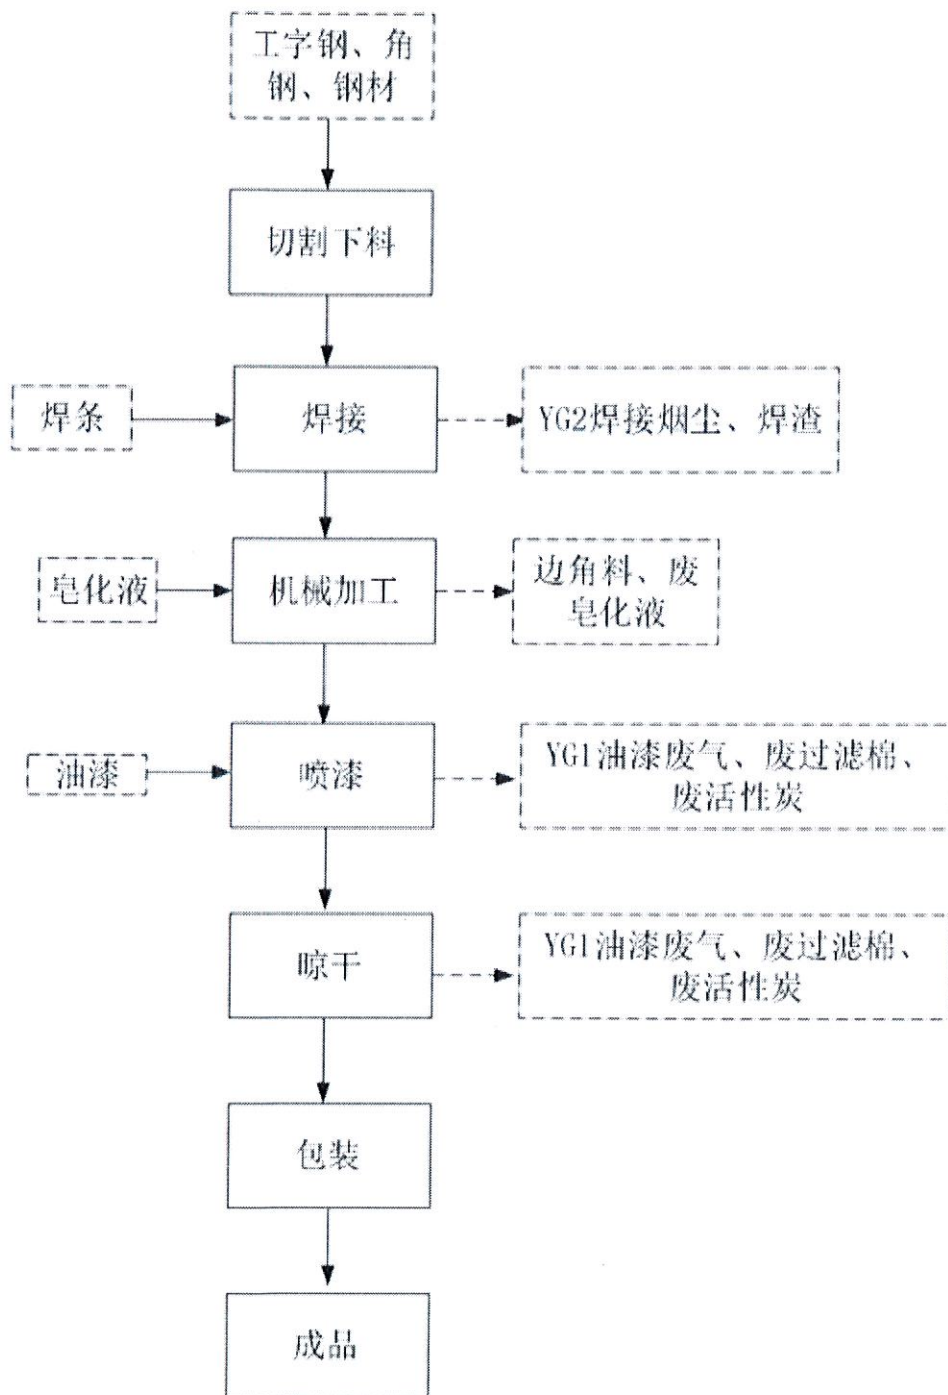 工字钢、角
钢、钢材
切割下料
焊条
焊接
YG2焊接烟尘、焊渣
皂化液
机械加工
边角料、废
皂化液
油漆
喷漆
YG1油漆废气、废过滤棉、
废活性炭
晾干
YG1油漆废气、废过滤棉、
废活性炭
包装
成品